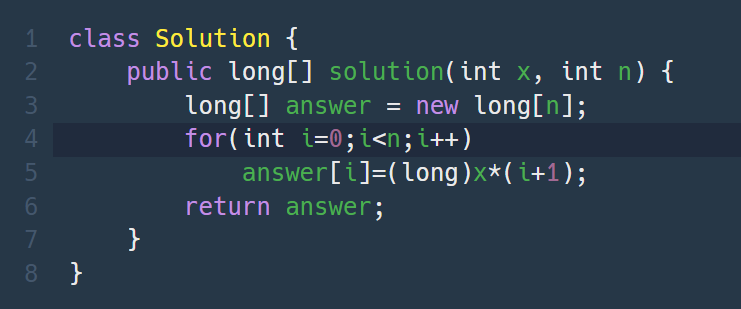 1 class Solution {
2     public long[] solution(int x, int n) {
3         long[] answer = new long[n];
4         for(int i=0;i<n;i++)
5             answer[i]=(long)x*(i+1);
6         return answer;
7     }
8 }